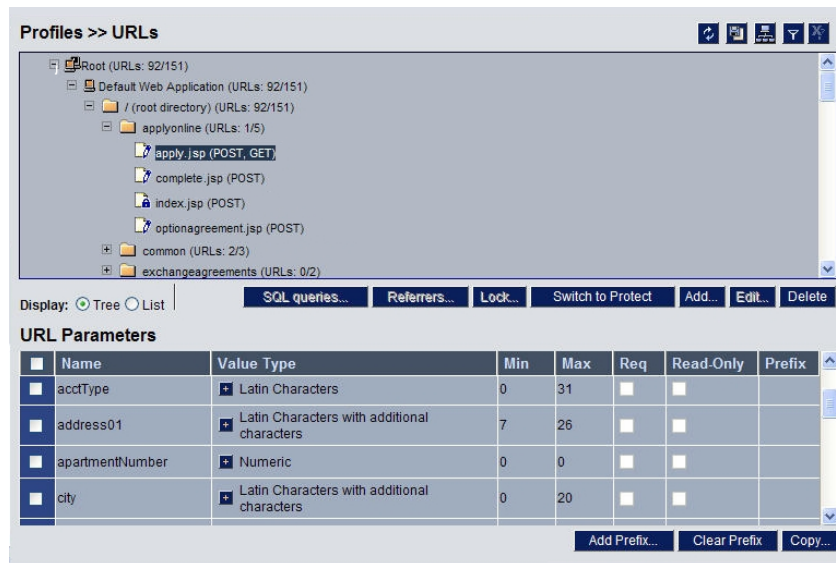 Profiles >> URLs
Root (URLs: 92/151)
Default Web Application (URLs: 92/151)
/ (root directory) (URLs: 92/151)
applyonline (URLs: 1/5)
apply.jsp (POST, GET)
complete.jsp (POST)
index.jsp (POST)
optionagreement.jsp (POST)
common (URLs: 2/3)
exchangeagreements (URLs: 0/2)
Display: Tree List SQL queries... Referrers... Lock... Switch to Protect Add... Edit... Delete
URL Parameters
Name Value Type Min Max Req Read-Only Prefix
acctType Latin Characters 0 31
address01 Latin Characters with additional characters 7 26
apartmentNumber Numeric 0 0
city Latin Characters with additional characters 0 20
Add Prefix... Clear Prefix Copy...